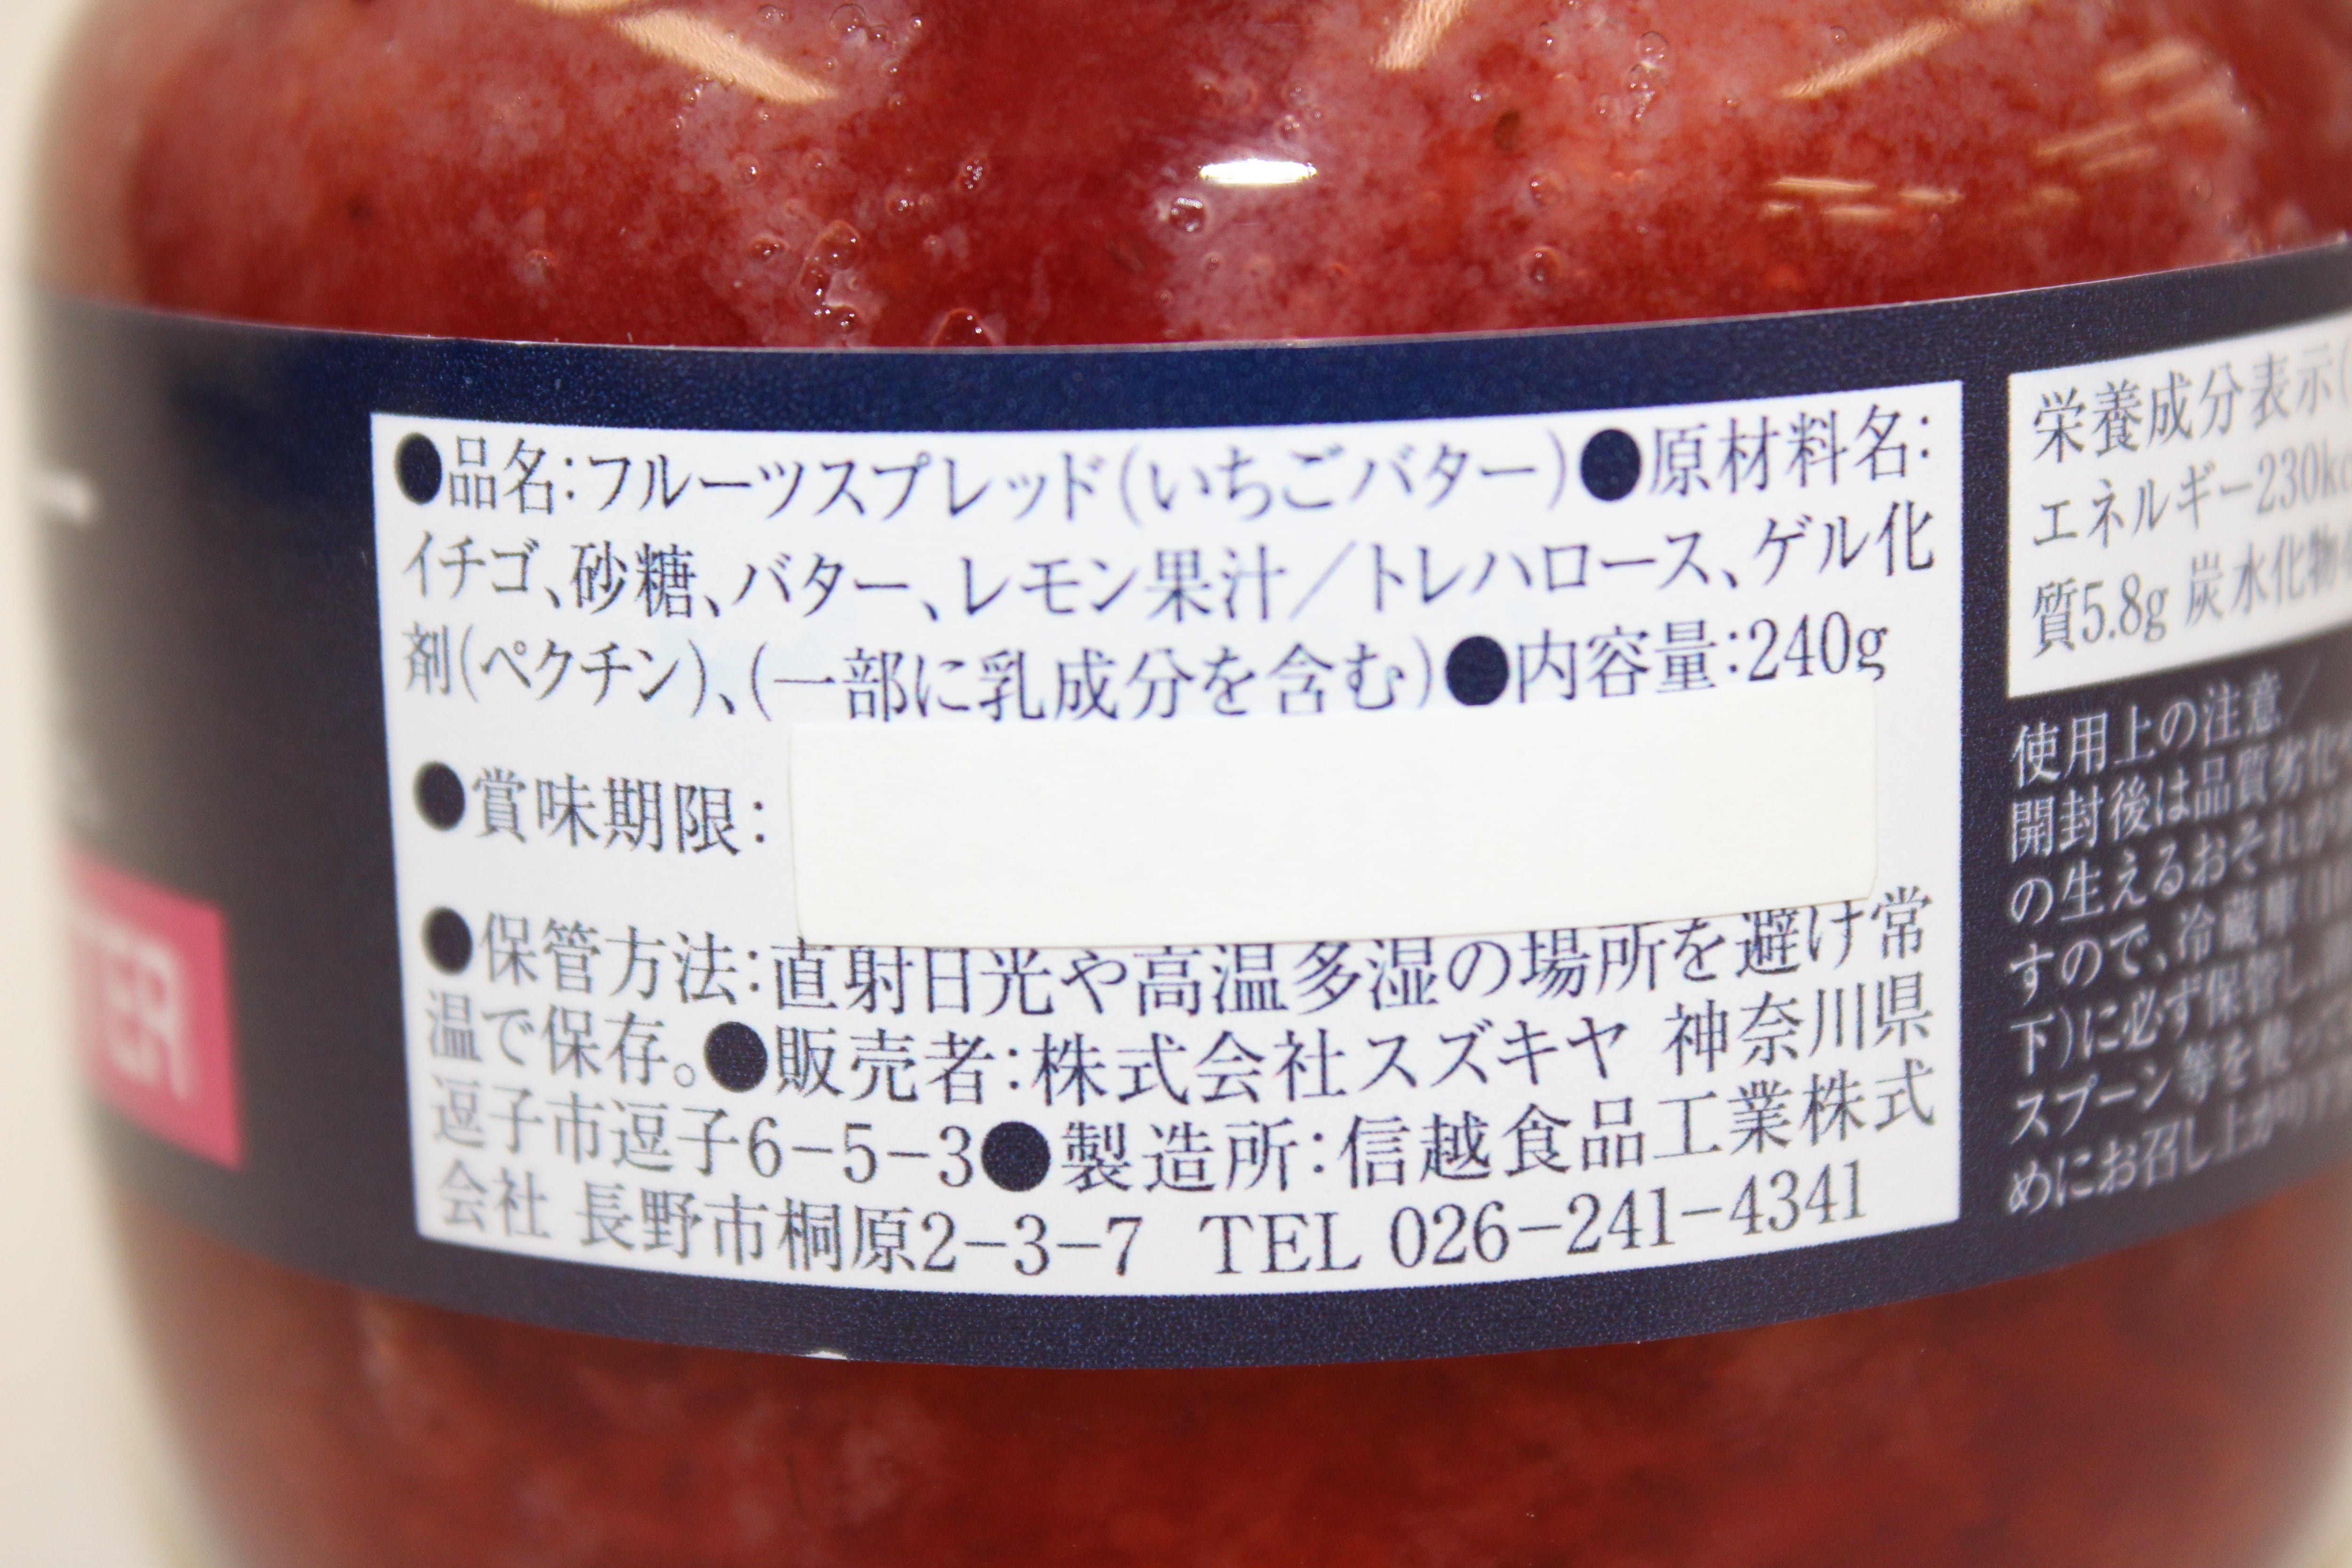 ●品名:フルーツスプレッド(いちごバター)●原材料名:
イチゴ、砂糖、バター、レモン果汁/トレハロース、ゲル化
剤(ペクチン)、(一部に乳成分を含む)●内容量:240g
●賞味期限:
●保管方法:直射日光や高温多湿の場所を避け常
温で保存。●販売者:株式会社スズキヤ 神奈川県
逗子市逗子6-5-3●製造所:信越食品工業株式
会社 長野市桐原2-3-7 TEL 026-241-4341
栄養成分表示(
エネルギー230kc
質5.8g 炭水化物
使用上の注意/
開封後は品質劣化
の生えるおそれが
すので、冷蔵庫(10
下)に必ず保管し、
スプーン等を使っ
めにお召し上が